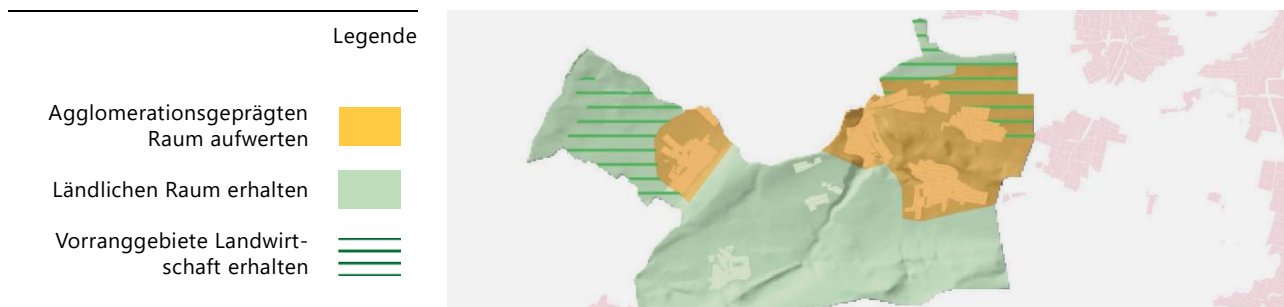 Legende
Agglomerationsgeprägten
Raum aufwerten
Ländlichen Raum erhalten
Vorranggebiete Landwirt-
schaft erhalten